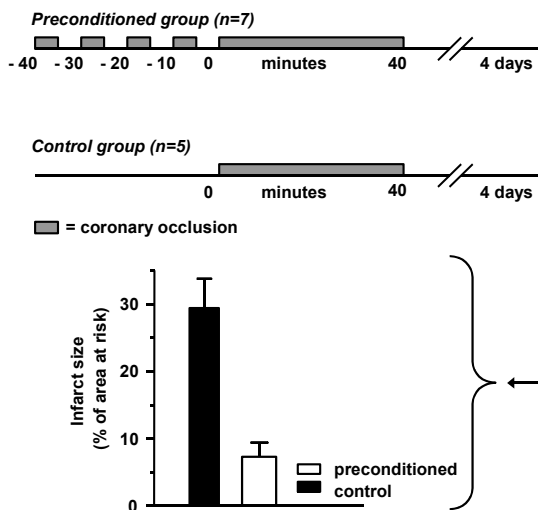 Preconditioned group (n=7)
- 40 - 30 - 20 - 10 0 minutes 40 4 days
Control group (n=5)
0 minutes 40 4 days
= coronary occlusion
Infarct size
(% of area at risk)
30
20
10
0
preconditioned
control